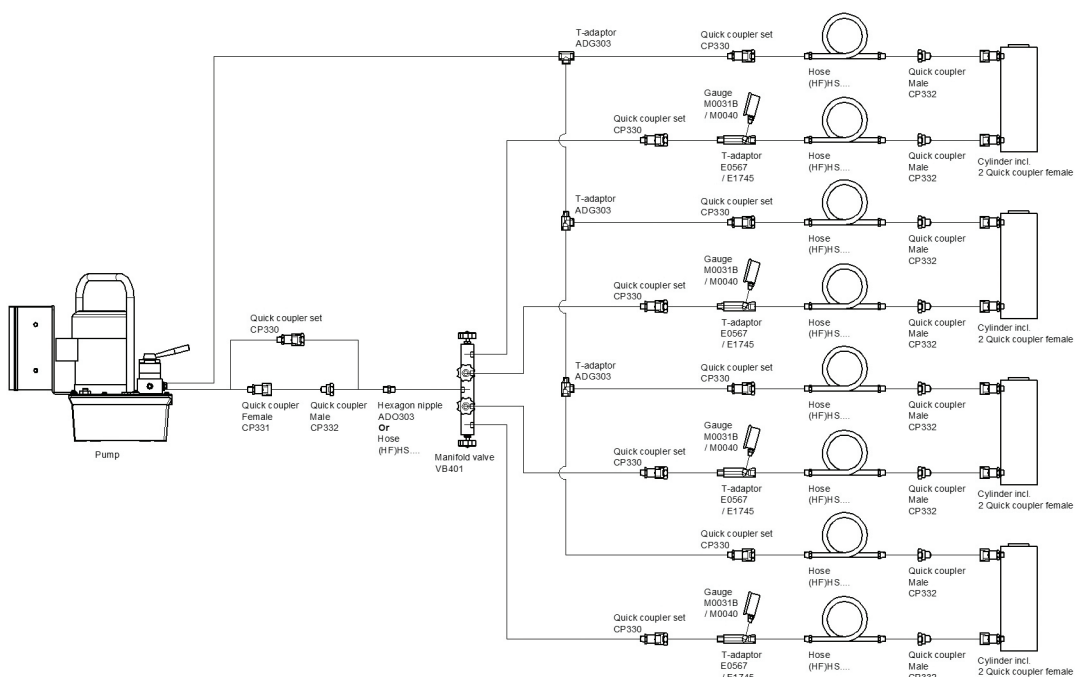 T-adaptor
ADG303
Quick coupler set
CP330
Hose
(HF)HS....
Quick coupler
Male
CP332
Gauge
M0031B
/ M0040
Quick coupler set
CP330
T-adaptor
E0567
/ E1745
Hose
(HF)HS....
Quick coupler
Male
CP332
Cylinder incl.
2 Quick coupler female
T-adaptor
ADG303
Quick coupler set
CP330
Hose
(HF)HS....
Quick coupler
Male
CP332
Gauge
M0031B
/ M0040
Quick coupler set
CP330
T-adaptor
E0567
/ E1745
Hose
(HF)HS....
Quick coupler
Male
CP332
Cylinder incl.
2 Quick coupler female
Quick coupler set
CP330
Quick coupler
Female
CP331
Quick coupler
Male
CP332
Hexagon nipple
ADO303
Or
Hose
(HF)HS....
Manifold valve
VB401
Pump
T-adaptor
ADG303
Quick coupler set
CP330
Hose
(HF)HS....
Quick coupler
Male
CP332
Gauge
M0031B
/ M0040
Quick coupler set
CP330
T-adaptor
E0567
/ E1745
Hose
(HF)HS....
Quick coupler
Male
CP332
Cylinder incl.
2 Quick coupler female
Quick coupler set
CP330
Hose
(HF)HS....
Quick coupler
Male
CP332
Gauge
M0031B
/ M0040
Quick coupler set
CP330
T-adaptor
E0567
/ E1745
Hose
(HF)HS....
Quick coupler
Male
CP332
Cylinder incl.
2 Quick coupler female